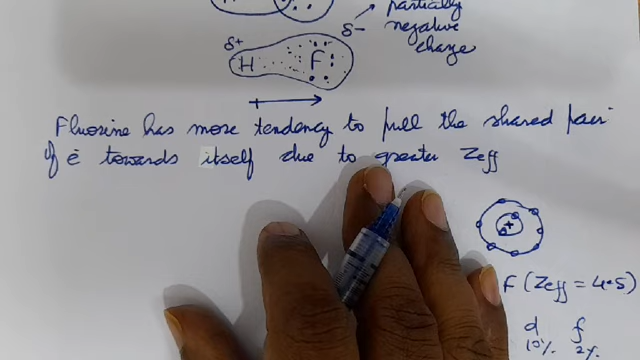 partially
negative
charge
δ-
δ+
H F
Fluorine has more tendency to pull the shared pair
of e towards itself due to greater Zeff
+
F (Zeff = 4.5)
d f
10% 2%